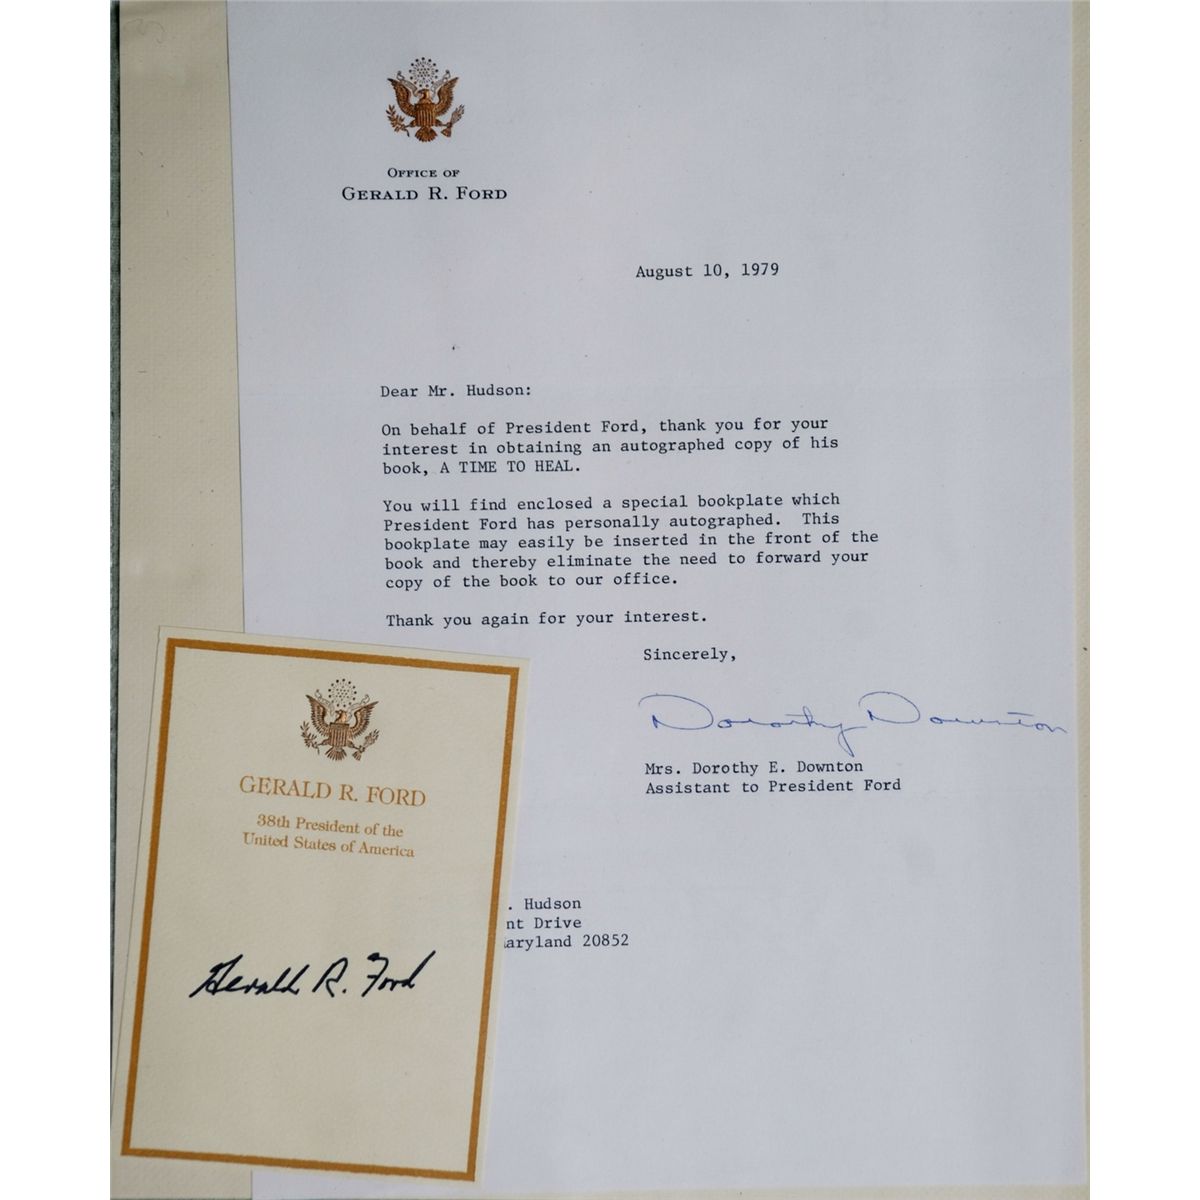 OFFICE OF
GERALD R. FORD
August 10, 1979
Dear Mr. Hudson:
On behalf of President Ford, thank you for your
interest in obtaining an autographed copy of his
book, A TIME TO HEAL.
You will find enclosed a special bookplate which
President Ford has personally autographed.  This
bookplate may easily be inserted in the front of the
book and thereby eliminate the need to forward your
copy of the book to our office.
Thank you again for your interest.
Sincerely,
Dorothy Downton
Mrs. Dorothy E. Downton
Assistant to President Ford
. Hudson
nt Drive
aryland 20852
GERALD R. FORD
38th President of the
United States of America
Gerald R. Ford